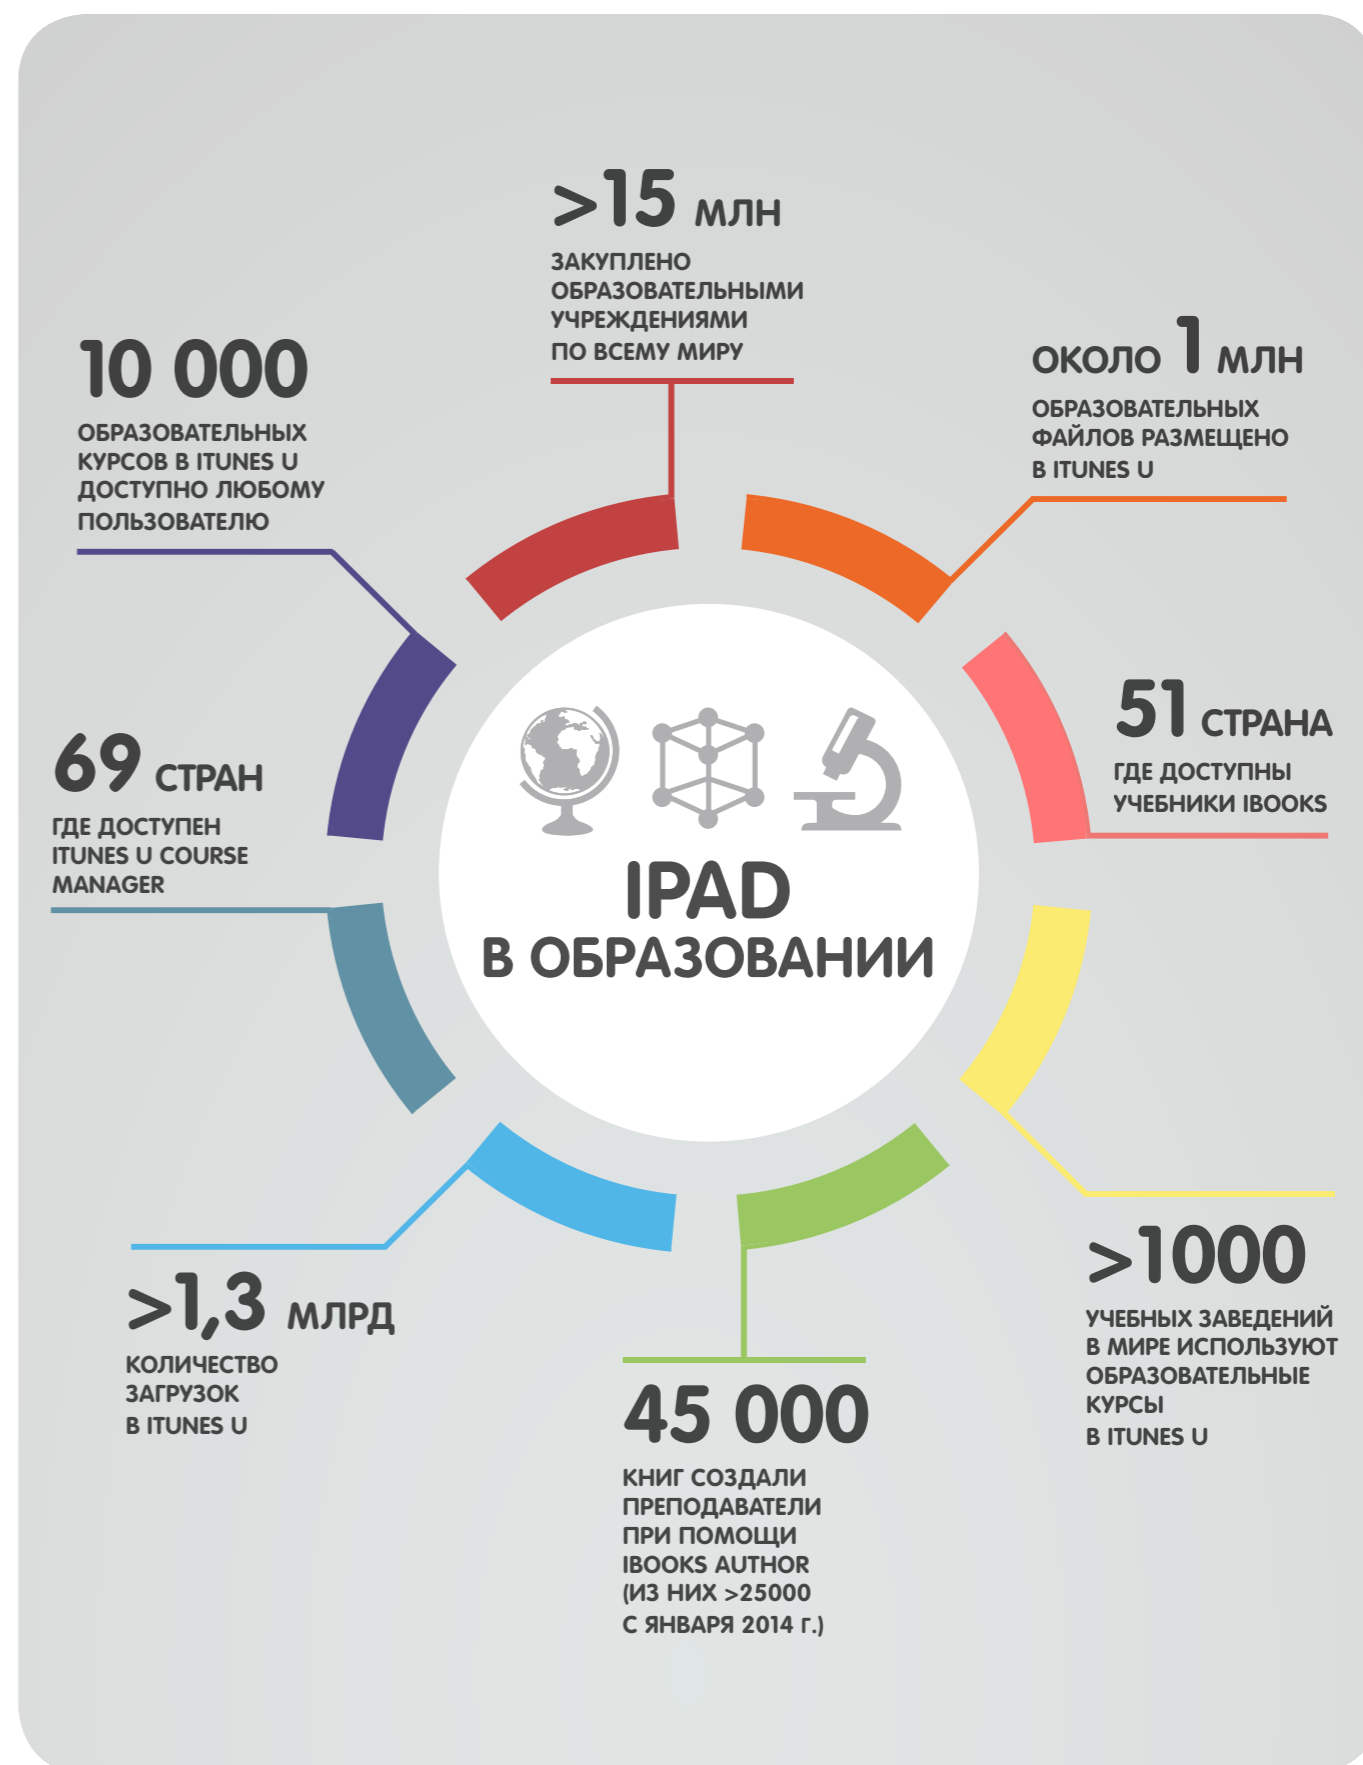 >15 МЛН
ЗАКУПЛЕНО
ОБРАЗОВАТЕЛЬНЫМИ
УЧРЕЖДЕНИЯМИ
ПО ВСЕМУ МИРУ
ОКОЛО 1 МЛН
ОБРАЗОВАТЕЛЬНЫХ
ФАЙЛОВ РАЗМЕЩЕНО
В ITUNES U
10 000
ОБРАЗОВАТЕЛЬНЫХ
КУРСОВ В ITUNES U
ДОСТУПНО ЛЮБОМУ
ПОЛЬЗОВАТЕЛЮ
51 СТРАНА
ГДЕ ДОСТУПНЫ
УЧЕБНИКИ IBOOKS
69 СТРАН
ГДЕ ДОСТУПЕН
ITUNES U COURSE
MANAGER
IPAD
В ОБРАЗОВАНИИ
>1000
УЧЕБНЫХ ЗАВЕДЕНИЙ
В МИРЕ ИСПОЛЬЗУЮТ
ОБРАЗОВАТЕЛЬНЫЕ
КУРСЫ
В ITUNES U
>1,3 МЛРД
КОЛИЧЕСТВО
ЗАГРУЗОК
В ITUNES U
45 000
КНИГ СОЗДАЛИ
ПРЕПОДАВАТЕЛИ
ПРИ ПОМОЩИ
IBOOKS AUTHOR
(ИЗ НИХ >25000
С ЯНВАРЯ 2014 Г.)